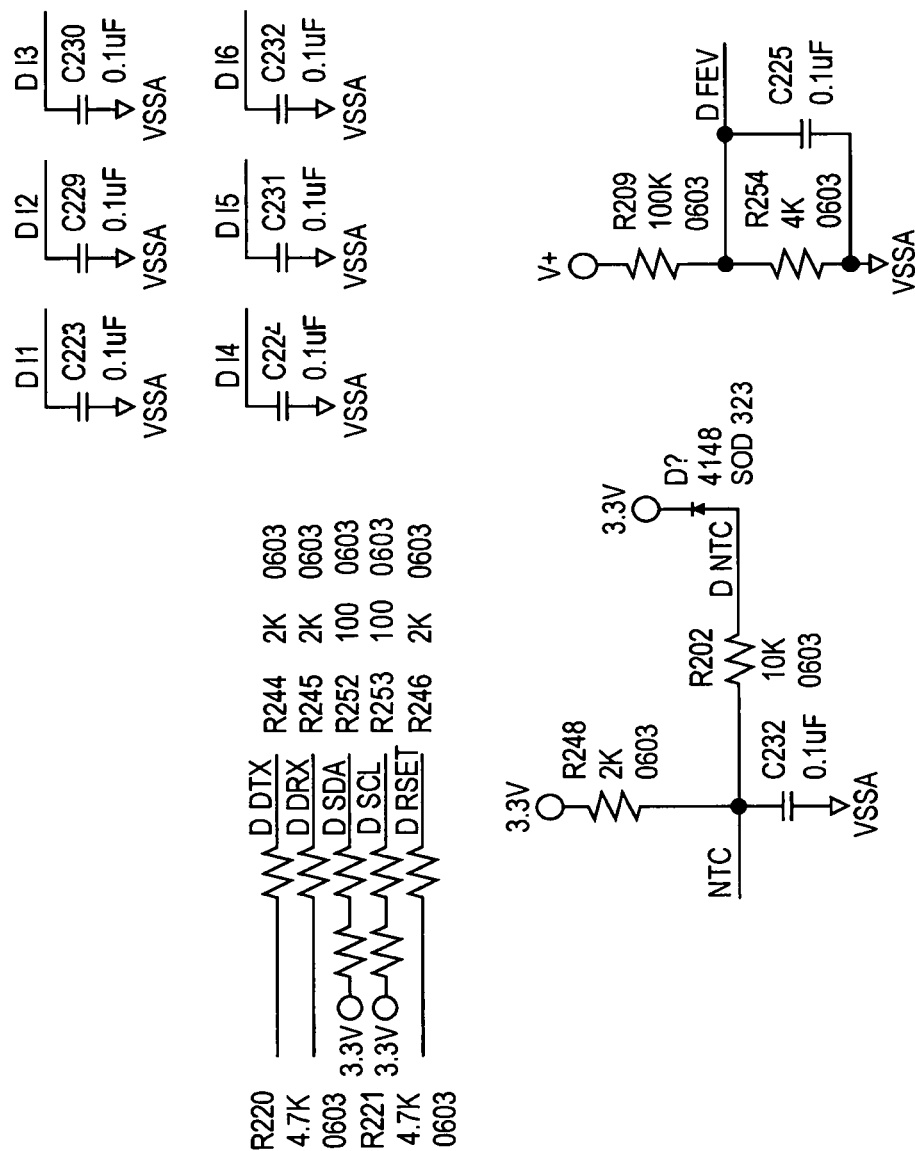 D DTX R244 2K 0603
D DRX R245 2K 0603
D SDA R252 100 0603
D SCL R253 100 0603
D RSET R246 2K 0603
R220
4.7K
0603 3.3V
R221 3.3V
4.7K
0603
D I1
C223
0.1uF
VSSA
D I2
C229
0.1uF
VSSA
D I3
C230
0.1uF
VSSA
D I4
C224
0.1uF
VSSA
D I5
C231
0.1uF
VSSA
D I6
C232
0.1uF
VSSA
3.3V
R248
2K
0603
NTC
C232
0.1uF
VSSA
R202
10K
0603
D NTC
3.3V
D?
4148
SOD 323
V+
R209
100K
0603
D FEV
R254
4K
0603
C225
0.1uF
VSSA